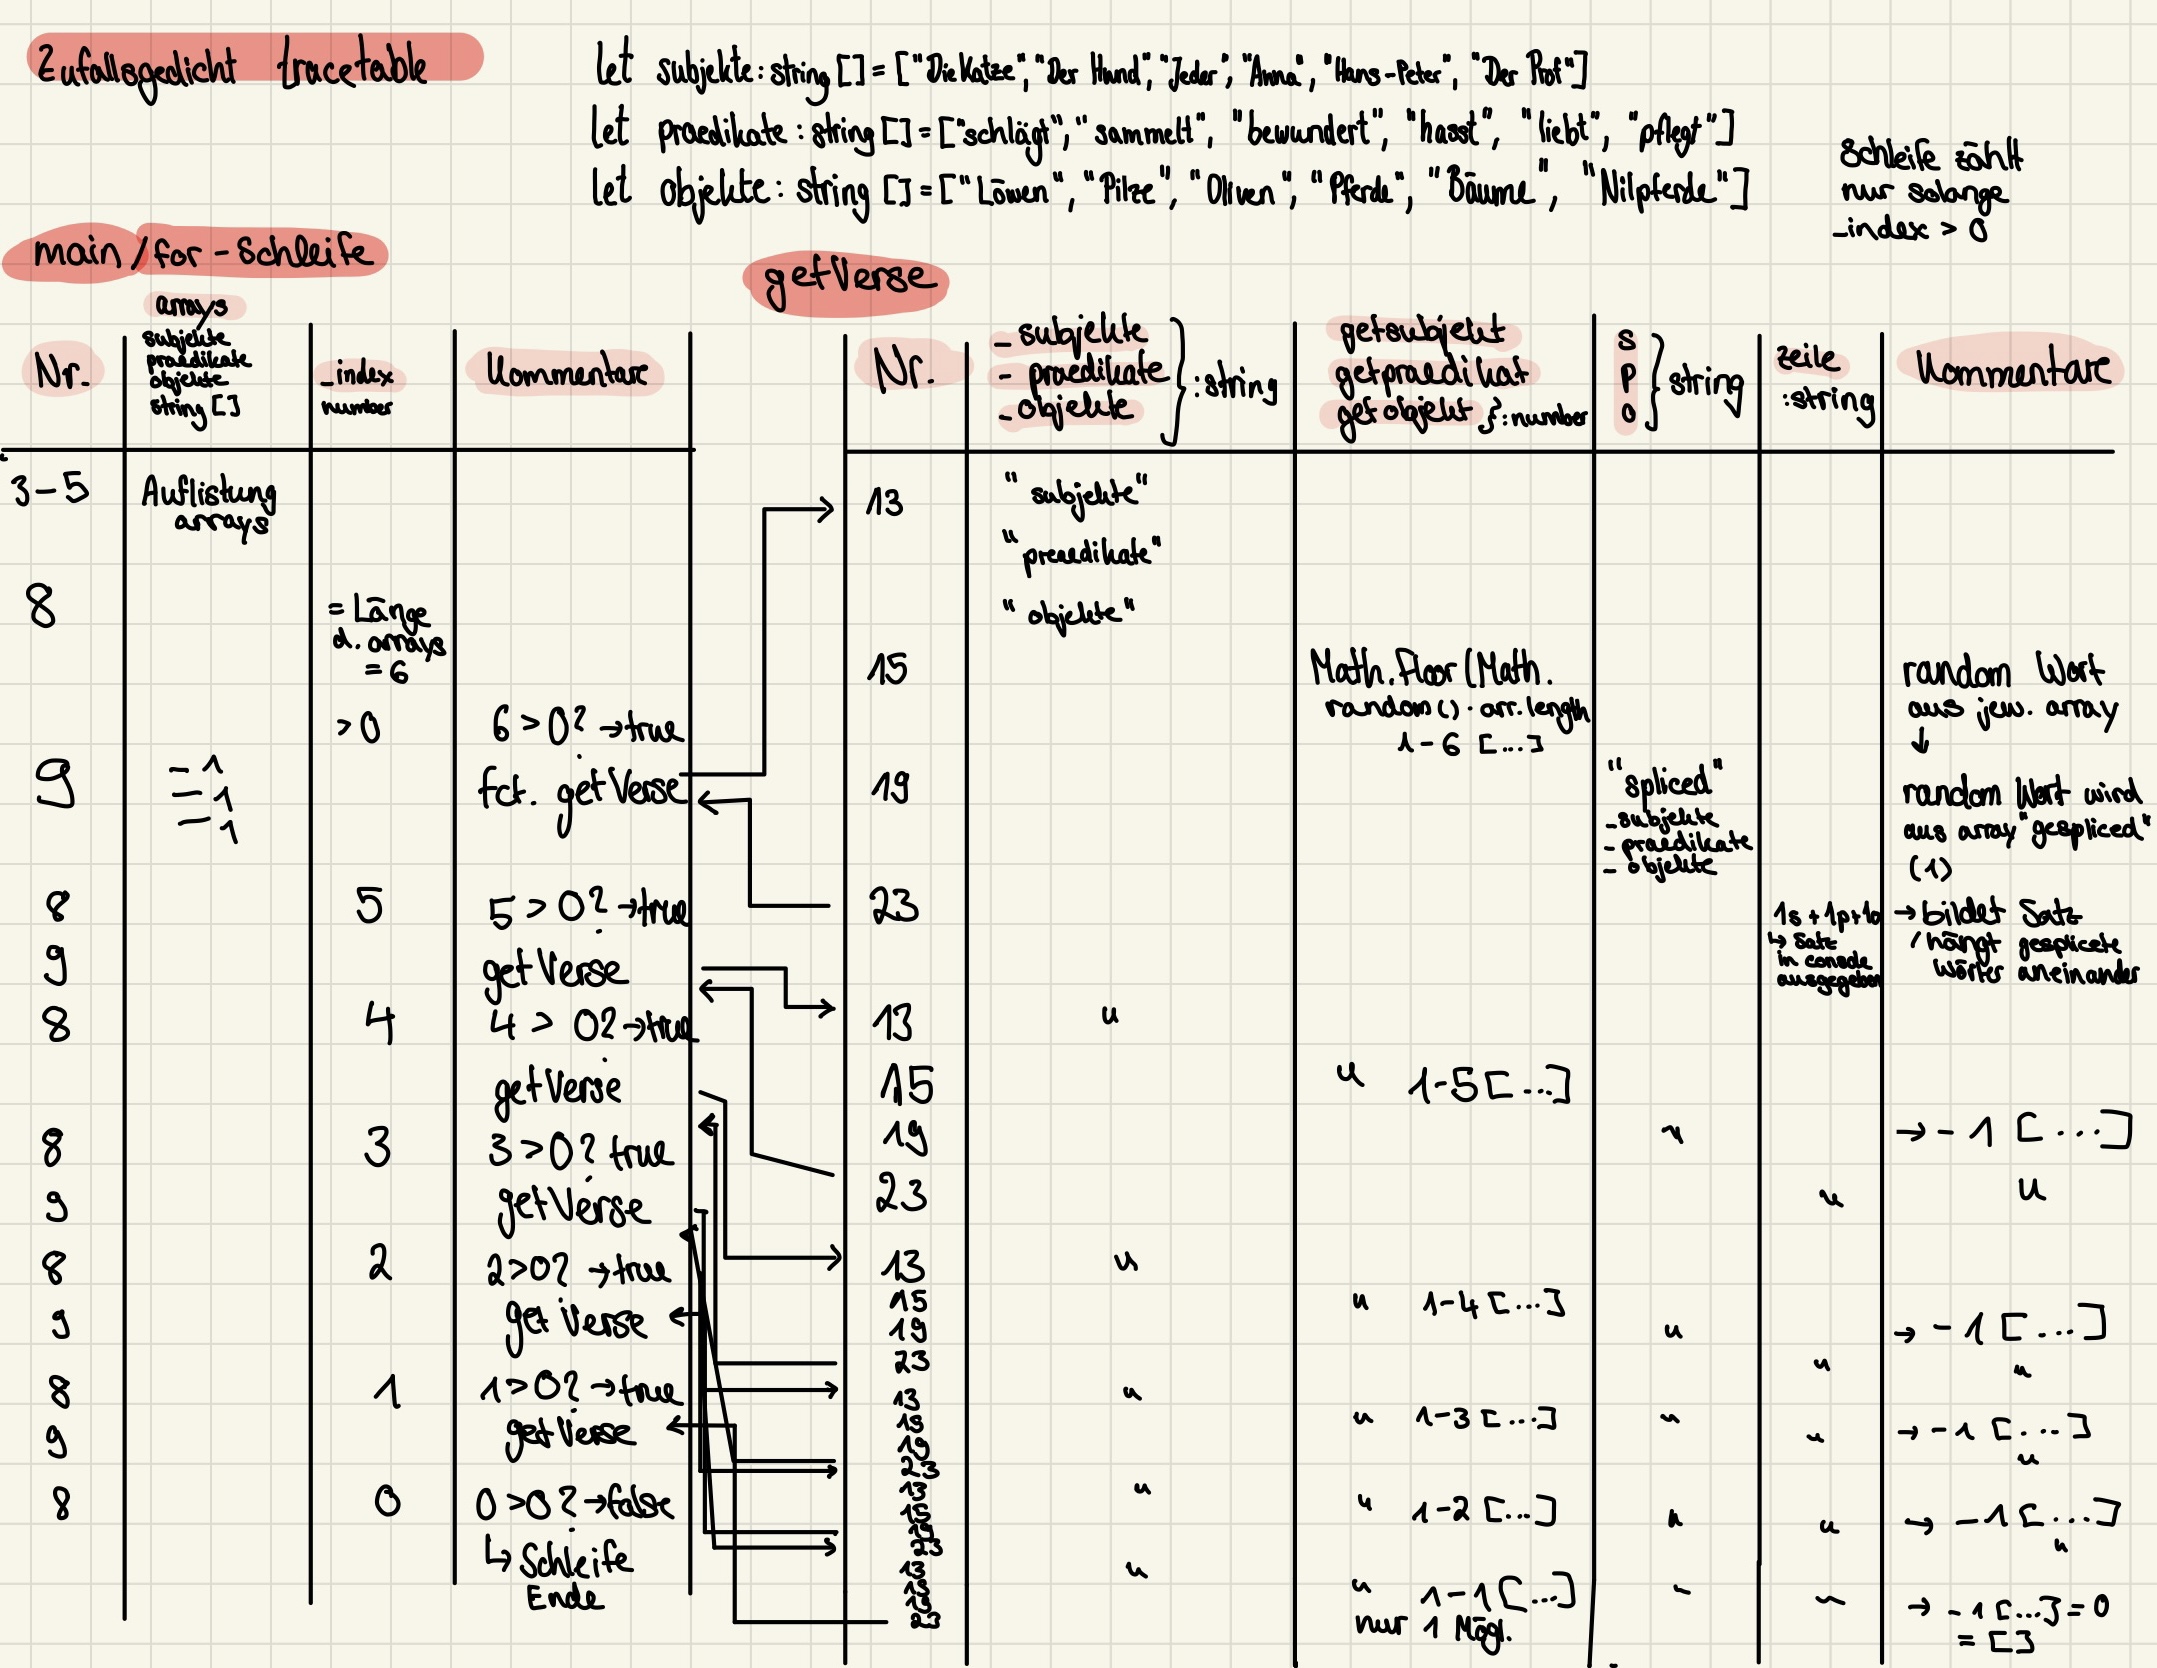 Zufallsgedicht tracetable
let subjekte: string [] = ["Die Katze", "Der Hund", "Jeder", "Anna", "Hans-Peter", "Der Prof"]
let praedikate: string [] = ["schlägt", "sammelt", "bewundert", "hasst", "liebt", "pflegt"]
let objekte: string [] = ["Löwen", "Pilze", "Oliven", "Pferde", "Bäume", "Nilpferde"]
Schleife zählt
nur solange
_index > 0
main / for-Schleife
Nr.
arrays
subjekte
praedikate
objekte
string []
_index
number
Kommentare
3-5 Auflistung
arrays
8 = Länge
d. arrays
= 6
> 0 6 > 0? → true
9 -1 fct. getVerse
-1
-1
8 5 5 > 0? → true
9 getVerse
8 4 4 > 0? → true
getVerse
8 3 3 > 0? true
9 getVerse
8 2 2 > 0? → true
9 getVerse
8 1 1 > 0? → true
9 getVerse
8 0 0 > 0? → false
↳ Schleife
Ende
getVerse
Nr.
_ subjekte
_ praedikate } : string
_ objekte
getsubjekt
getpraedikat
getobjekt } : number
s
p } string
o
zeile
: string
Kommentare
13 "subjekte"
"preaedikate"
"objekte"
15 Math.Floor (Math. random Wort
random() · arr.length aus jew. array
1-6 [...] ↓
19 "spliced" random Wort wird
_ subjekte aus array "gespliced"
_ praedikate (1)
_ objekte
23 1s + 1p + 1o → bildet Satz
↳ Satz / hängt gesplicete
in console Wörter aneinander
ausgegeben
13 "
15 " 1-5 [...]
19 " → -1 [...]
23 " "
13 "
15 " 1-4 [...]
19 " → -1 [...]
23 " "
13 "
15 " 1-3 [...]
19 " → -1 [...]
23 " "
13 "
15 " 1-2 [...]
19 " → -1 [...]
23 " "
13 "
15 " 1-1 [...]
nur 1 Mögl.
19 " → -1 [...] = 0
23 " = []